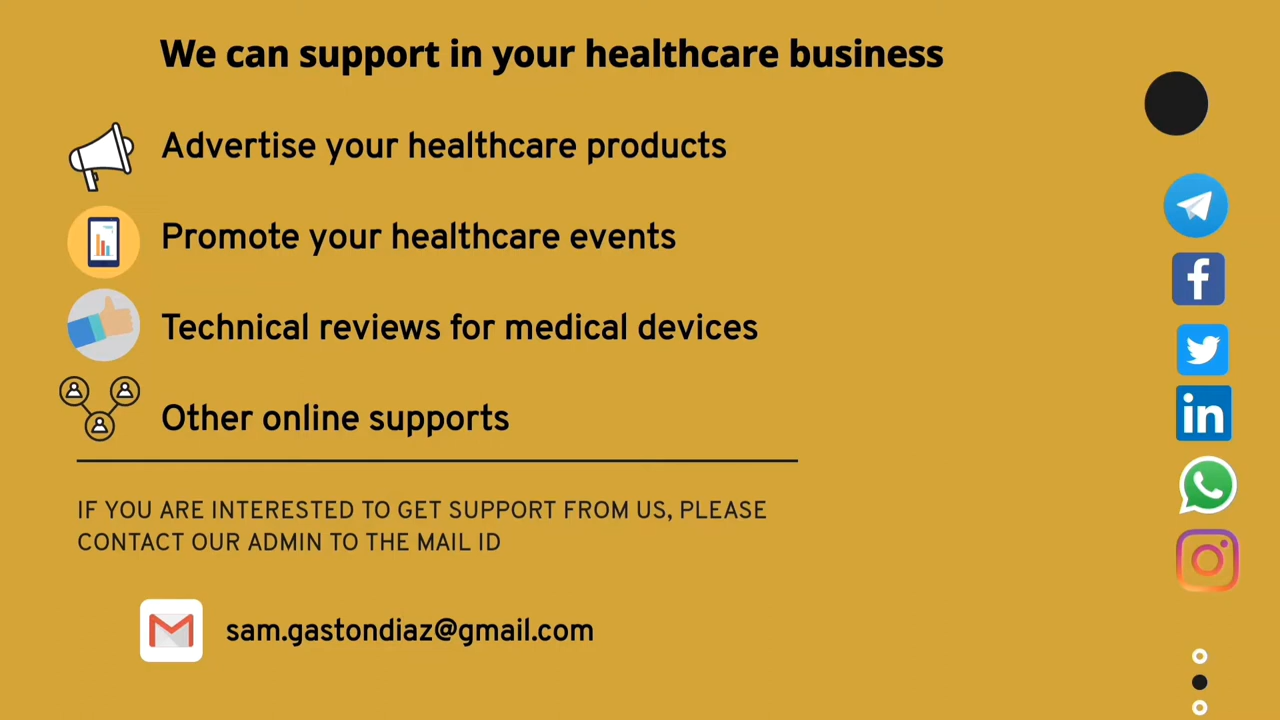 We can support in your healthcare business
Advertise your healthcare products
Promote your healthcare events
Technical reviews for medical devices
Other online supports
IF YOU ARE INTERESTED TO GET SUPPORT FROM US, PLEASE
CONTACT OUR ADMIN TO THE MAIL ID
sam.gastondiaz@gmail.com